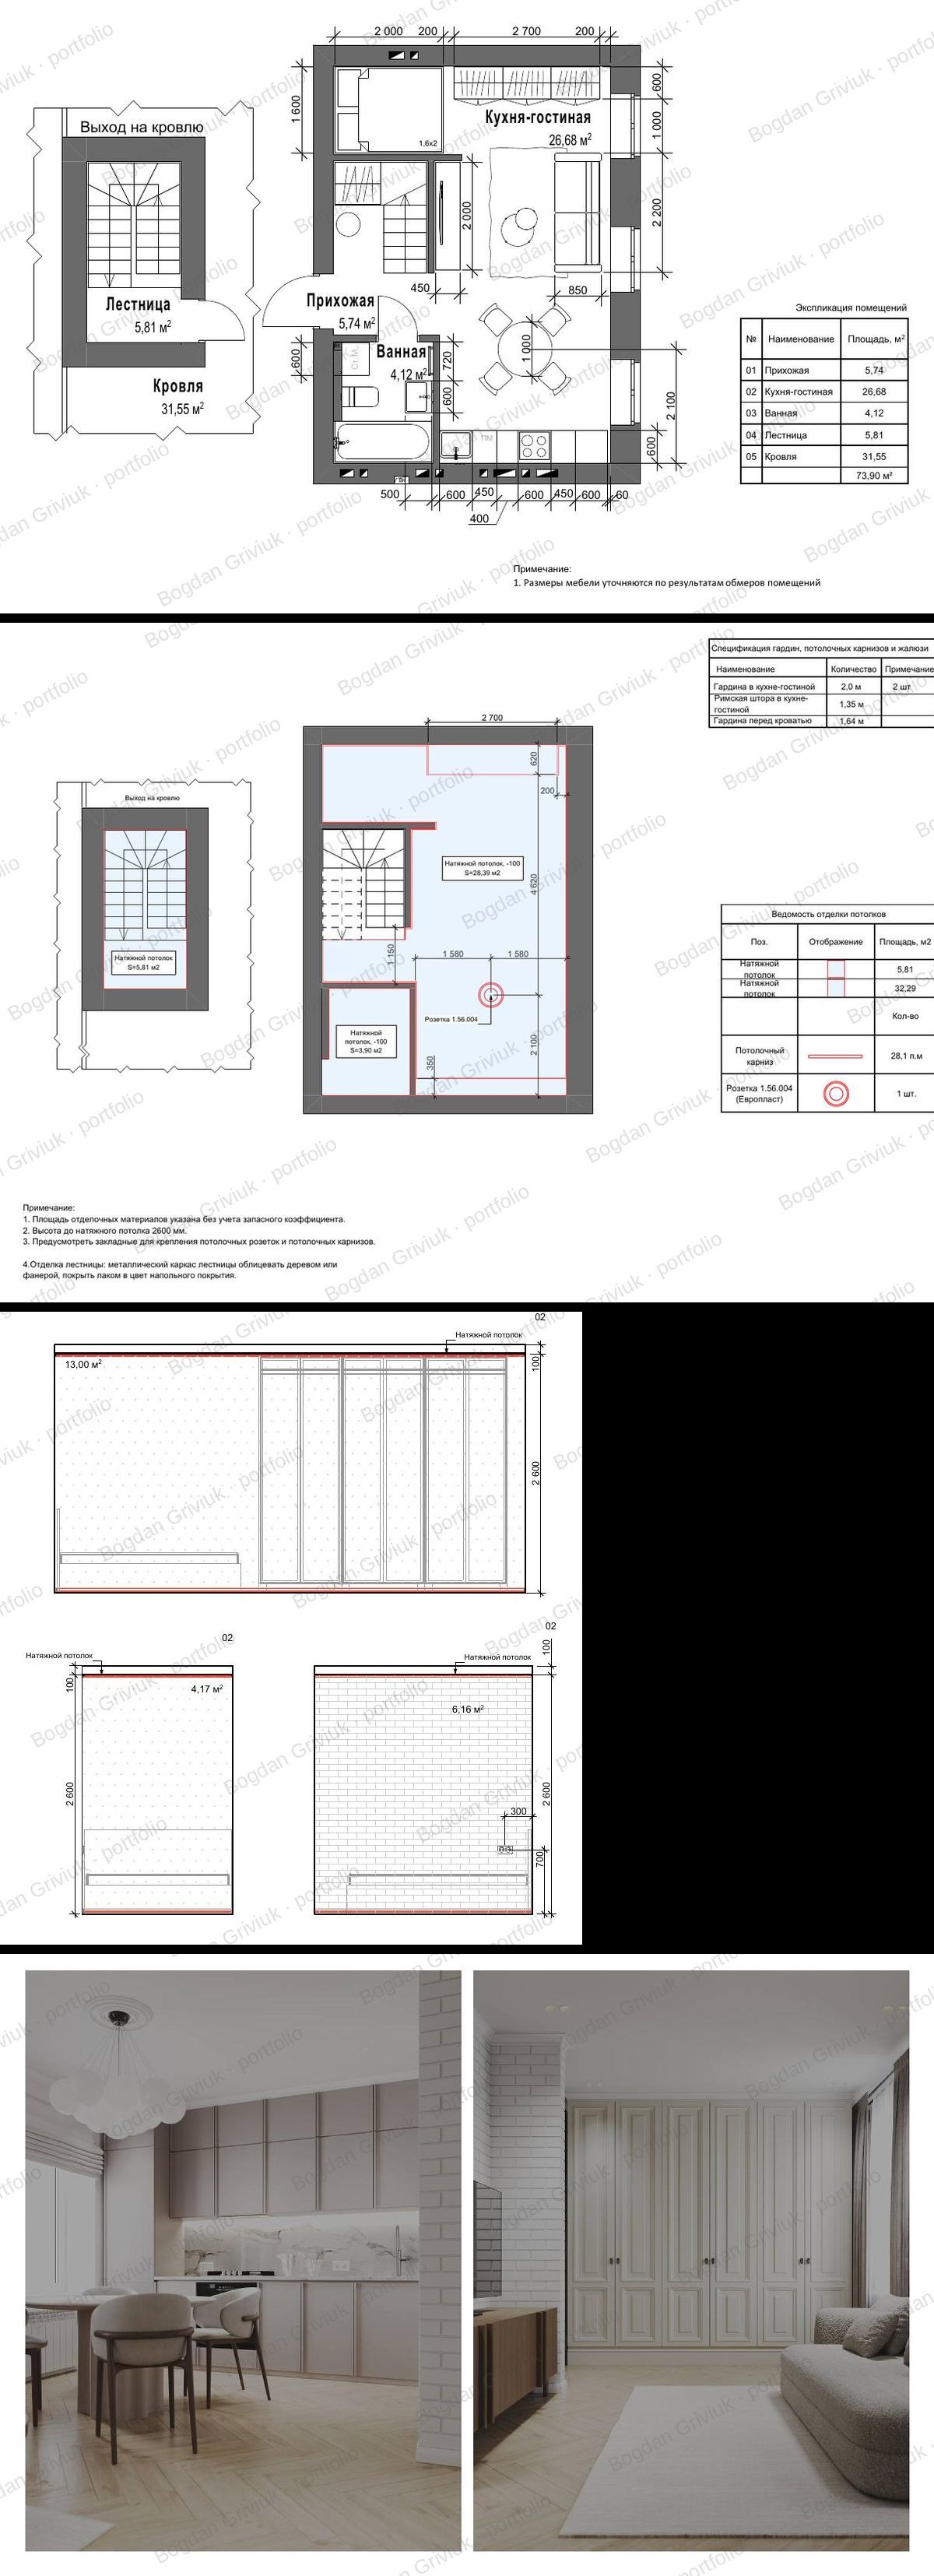 2 000 200 2 700 200
Выход на кровлю
1 600
Кухня-гостиная
26,68 м²
600
1 000
1,6х2
2 000
2 200
450
850
Лестница
5,81 м²
Прихожая
5,74 м²
Ванная
4,12 м²
Ст.М.
600
720
600
1 000
2 100
600
Кровля
31,55 м²
ПМ
500 600 450 600 450 600 60
400
Экспликация помещений
№ Наименование Площадь, м²
01 Прихожая 5,74
02 Кухня-гостиная 26,68
03 Ванная 4,12
04 Лестница 5,81
05 Кровля 31,55
73,90 м²
Примечание:
1. Размеры мебели уточняются по результатам обмеров помещений
Спецификация гардин, потолочных карнизов и жалюзи
Наименование Количество Примечание
Гардина в кухне-гостиной 2,0 м 2 шт
Римская штора в кухне-
гостиной 1,35 м
Гардина перед кроватью 1,64 м
2 700
620
200
Выход на кровлю
Натяжной потолок, -100
S=28,39 м2
4 620
Натяжной потолок
S=5,81 м2
1 150
1 580 1 580
Розетка 1.56.004
Натяжной
потолок, -100
S=3,90 м2
350
2 100
Ведомость отделки потолков
Поз. Отображение Площадь, м2
Натяжной
потолок 5,81
Натяжной
потолок 32,29
Кол-во
Потолочный
карниз 28,1 п.м
Розетка 1.56.004
(Европласт) 1 шт.
Примечание:
1. Площадь отделочных материалов указана без учета запасного коэффициента.
2. Высота до натяжного потолка 2600 мм.
3. Предусмотреть закладные для крепления потолочных розеток и потолочных карнизов.
4.Отделка лестницы: металлический каркас лестницы облицевать деревом или
фанерой, покрыть лаком в цвет напольного покрытия.
02
Натяжной потолок
13,00 м²
100
2 600
02
Натяжной потолок
4,17 м²
100
2 600
02
Натяжной потолок
6,16 м²
100
2 600
300
700
Bogdan Griviuk · portfolio